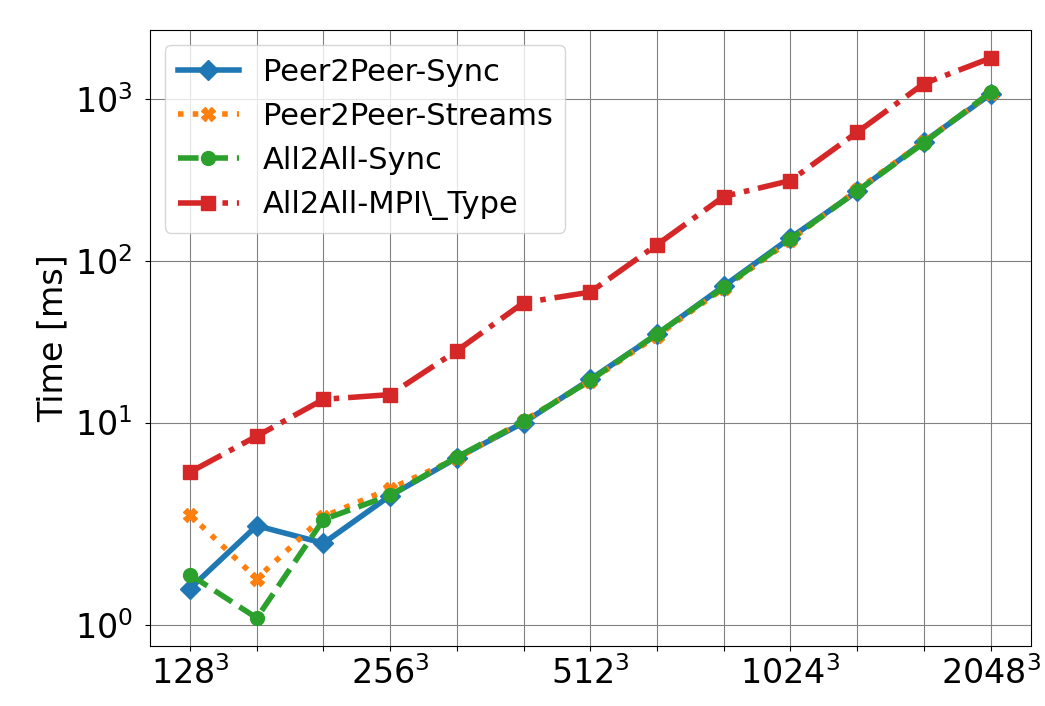 Peer2Peer-Sync
Peer2Peer-Streams
All2All-Sync
All2All-MPI\_Type
Time [ms]
10³
10²
10¹
10⁰
128³ 256³ 512³ 1024³ 2048³